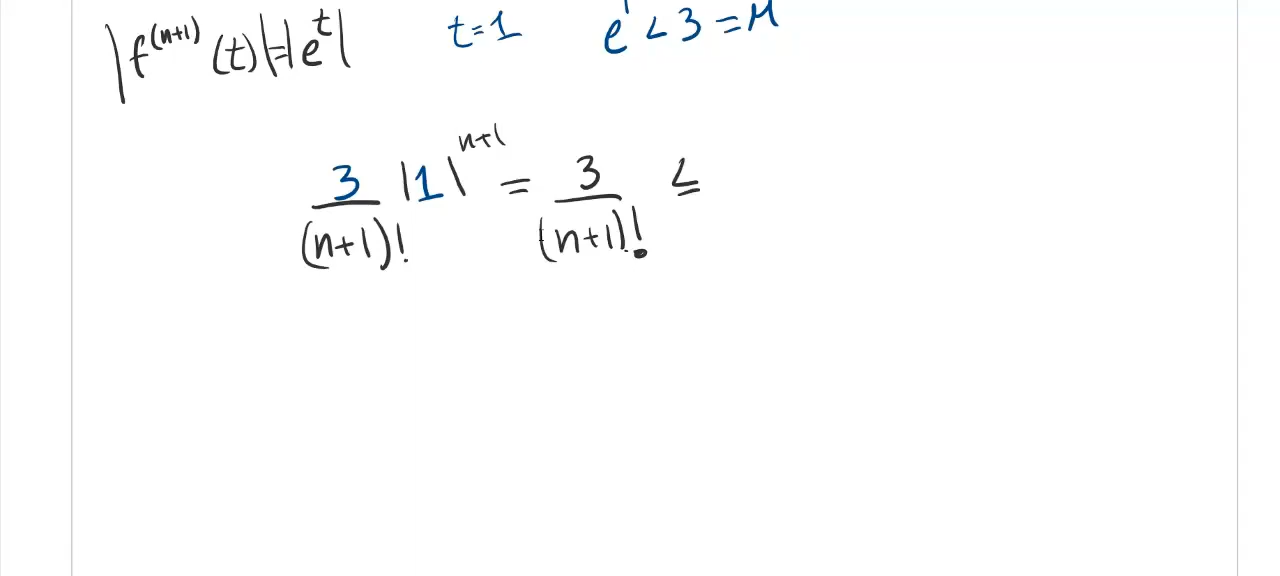 |f^(n+1) (t)|=|e^t| t=1 e^1 < 3 = M
3/(n+1)! |1|^n+1 = 3/(n+1)! ≤